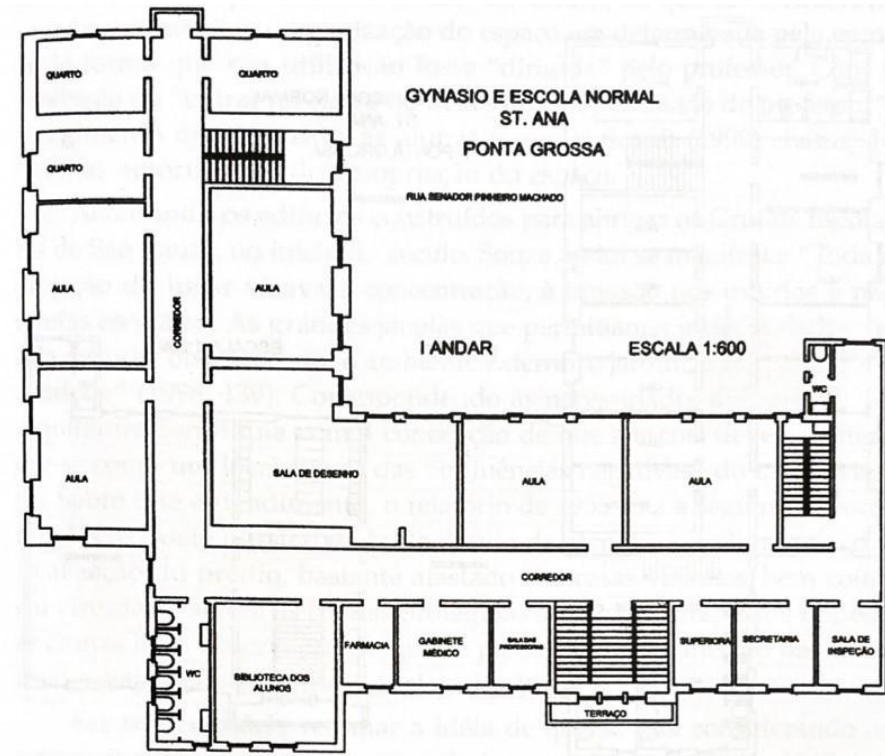 QUARTO
QUARTO
GYNASIO E ESCOLA NORMAL
ST. ANA
PONTA GROSSA
QUARTO
RUA SENADOR PINHEIRO MACHADO
AULA
AULA
CORREDOR
I ANDAR
ESCALA 1:600
WC
AULA
SALA DE DESENHO
AULA
AULA
CORREDOR
WC
BIBLIOTECA DOS
ALUNOS
FARMACIA
GABINETE
MÉDICO
SALA DAS
PROFESSORAS
SUPERIORA
SECRETARIA
SALA DE
INSPEÇÃO
TERRAÇO